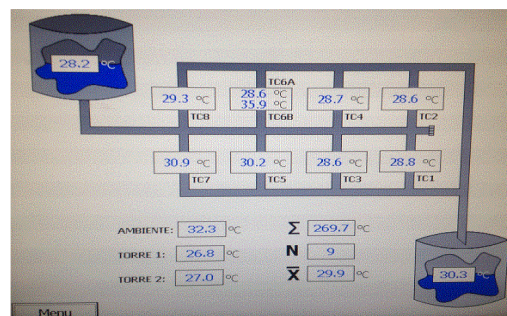 28.2 °C
TC6A
29.3 °C
28.6 °C
35.9 °C
28.7 °C
28.6 °C
TC8
TC6B
TC4
TC2
30.9 °C
30.2 °C
28.6 °C
28.8 °C
TC7
TC5
TC3
TC1
AMBIENTE: 32.3 °C
Σ 269.7 °C
TORRE 1: 26.8 °C
N 9
TORRE 2: 27.0 °C
X̅ 29.9 °C
30.3 °C
Menu